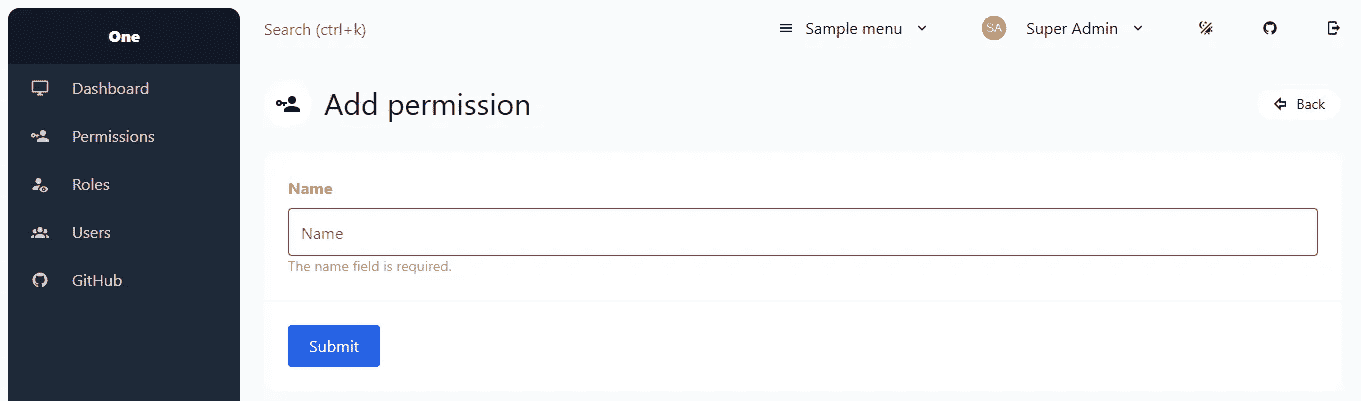 One
Search (ctrl+k)
Sample menu
SA
Super Admin
Dashboard
Permissions
Roles
Users
GitHub
Add permission
Back
Name
Name
The name field is required.
Submit